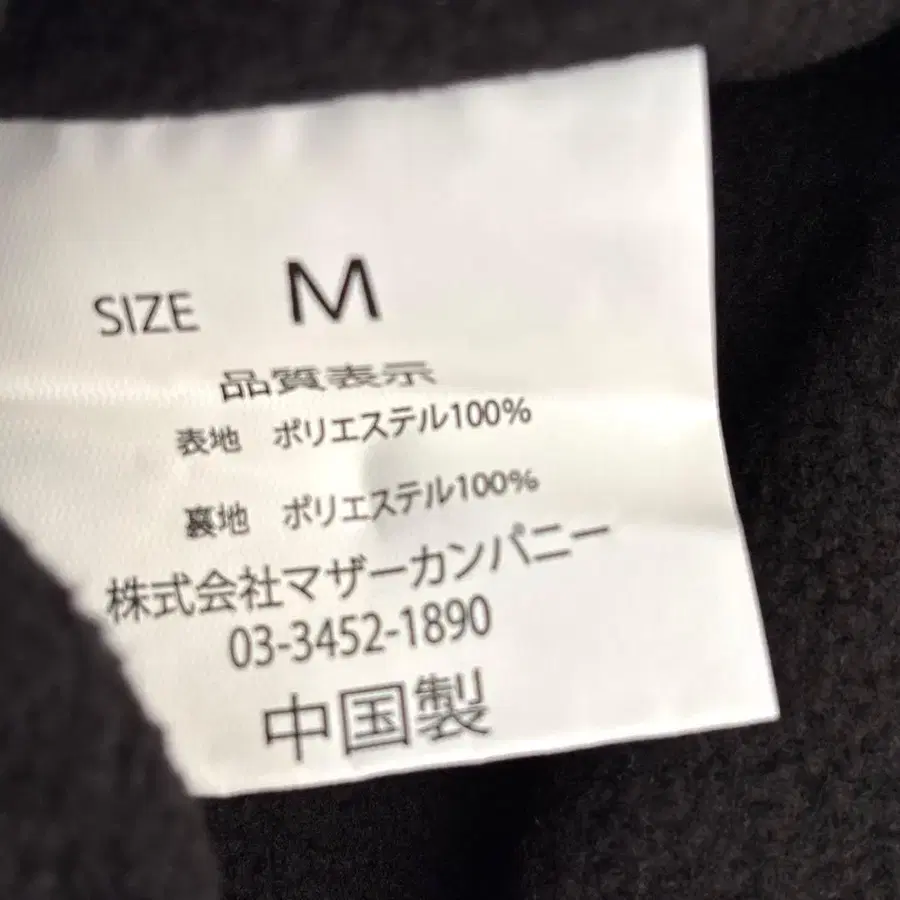 SIZE M
品質表示
表地 ポリエステル100%
裏地 ポリエステル100%
株式会社マザーカンパニー
03-3452-1890
中国製